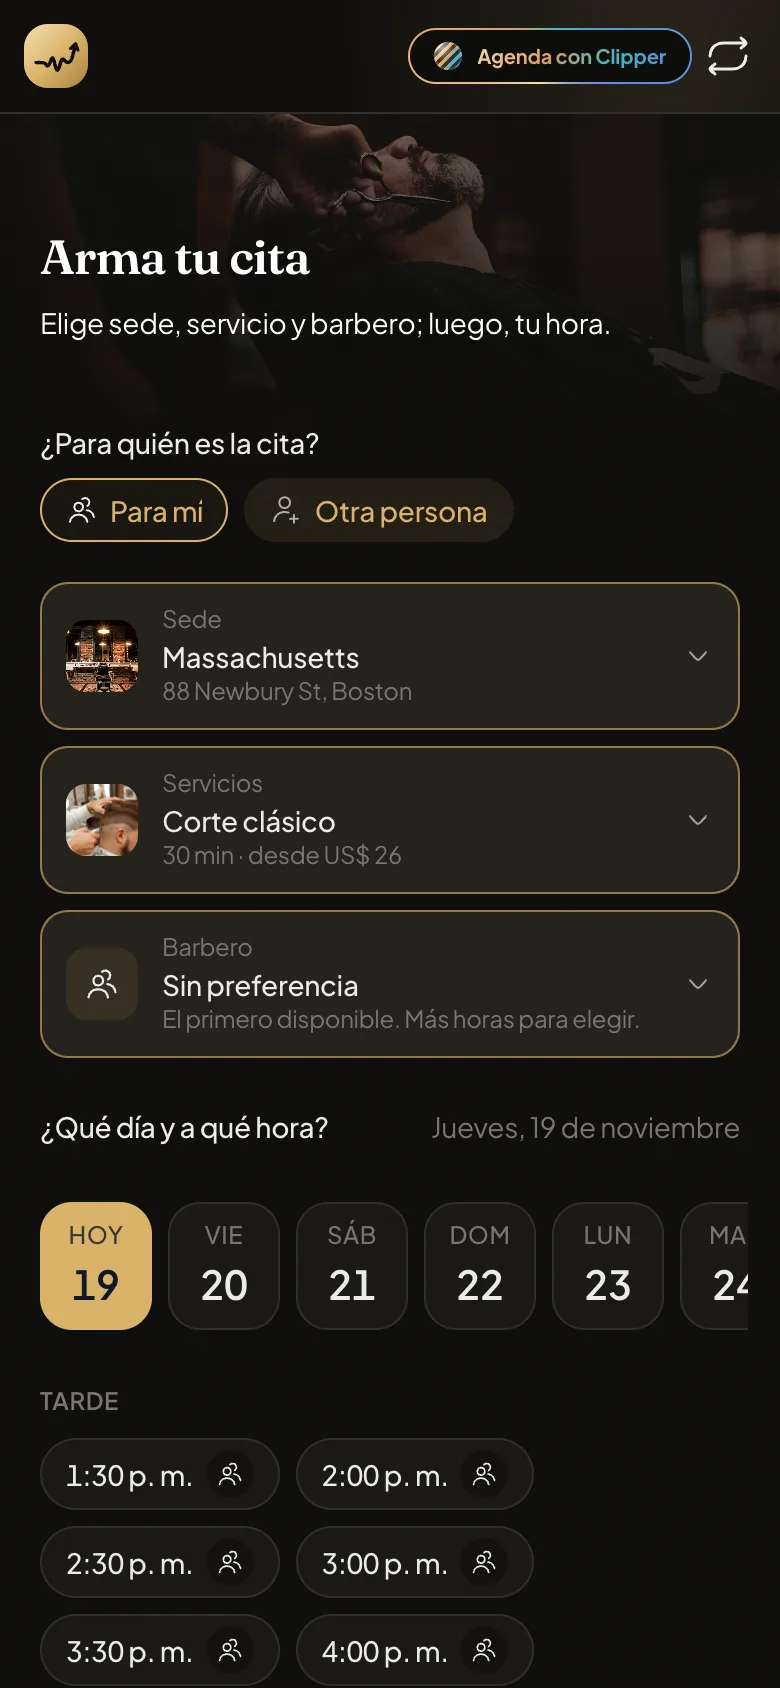 Agenda con Clipper
Arma tu cita
Elige sede, servicio y barbero; luego, tu hora.
¿Para quién es la cita?
Para mí
Otra persona
Sede
Massachusetts
88 Newbury St, Boston
Servicios
Corte clásico
30 min · desde US$ 26
Barbero
Sin preferencia
El primero disponible. Más horas para elegir.
¿Qué día y a qué hora?
Jueves, 19 de noviembre
HOY
19
VIE
20
SÁB
21
DOM
22
LUN
23
MA
24
TARDE
1:30 p. m.
2:00 p. m.
2:30 p. m.
3:00 p. m.
3:30 p. m.
4:00 p. m.